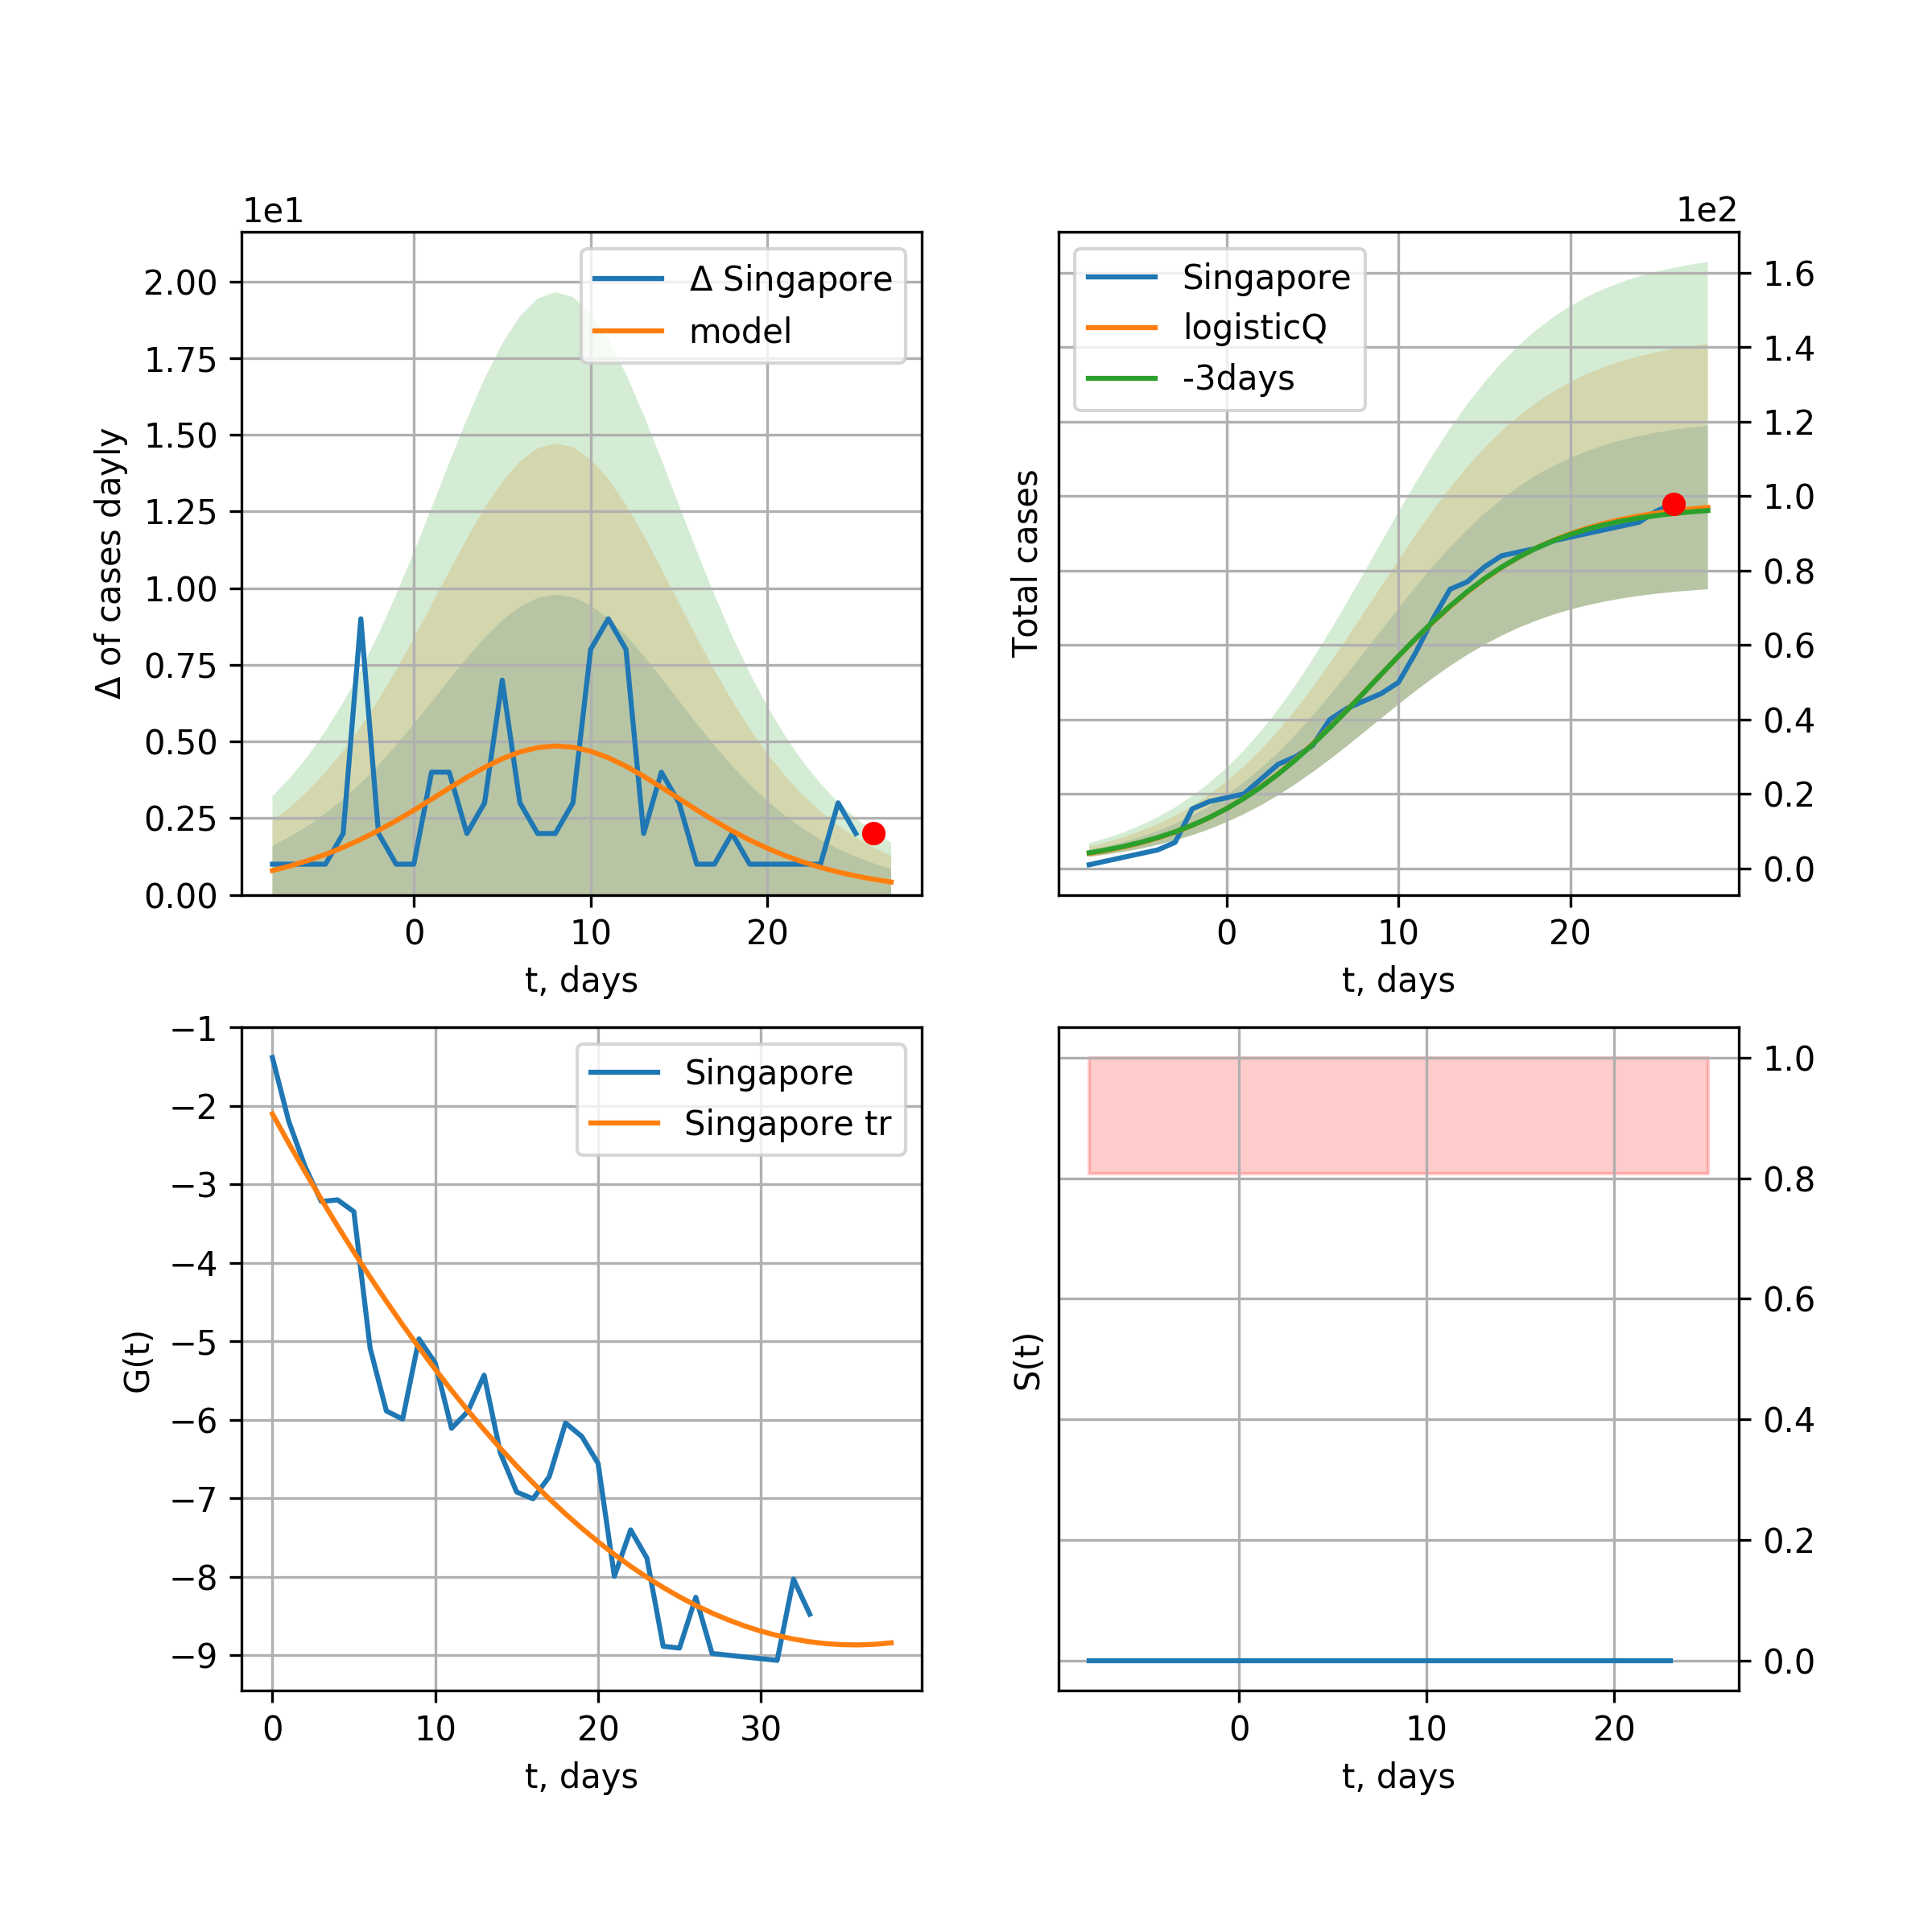 1e1
2.00
1.75
1.50
1.25
1.00
0.75
0.50
0.25
0.00
Δ of cases dayly
Δ Singapore
model
0
10
20
t, days
1e2
Singapore
logisticQ
-3days
Total cases
1.6
1.4
1.2
1.0
0.8
0.6
0.4
0.2
0.0
0
10
20
t, days
−1
−2
−3
−4
−5
−6
−7
−8
−9
G(t)
Singapore
Singapore tr
0
10
20
30
t, days
S(t)
1.0
0.8
0.6
0.4
0.2
0.0
0
10
20
t, days